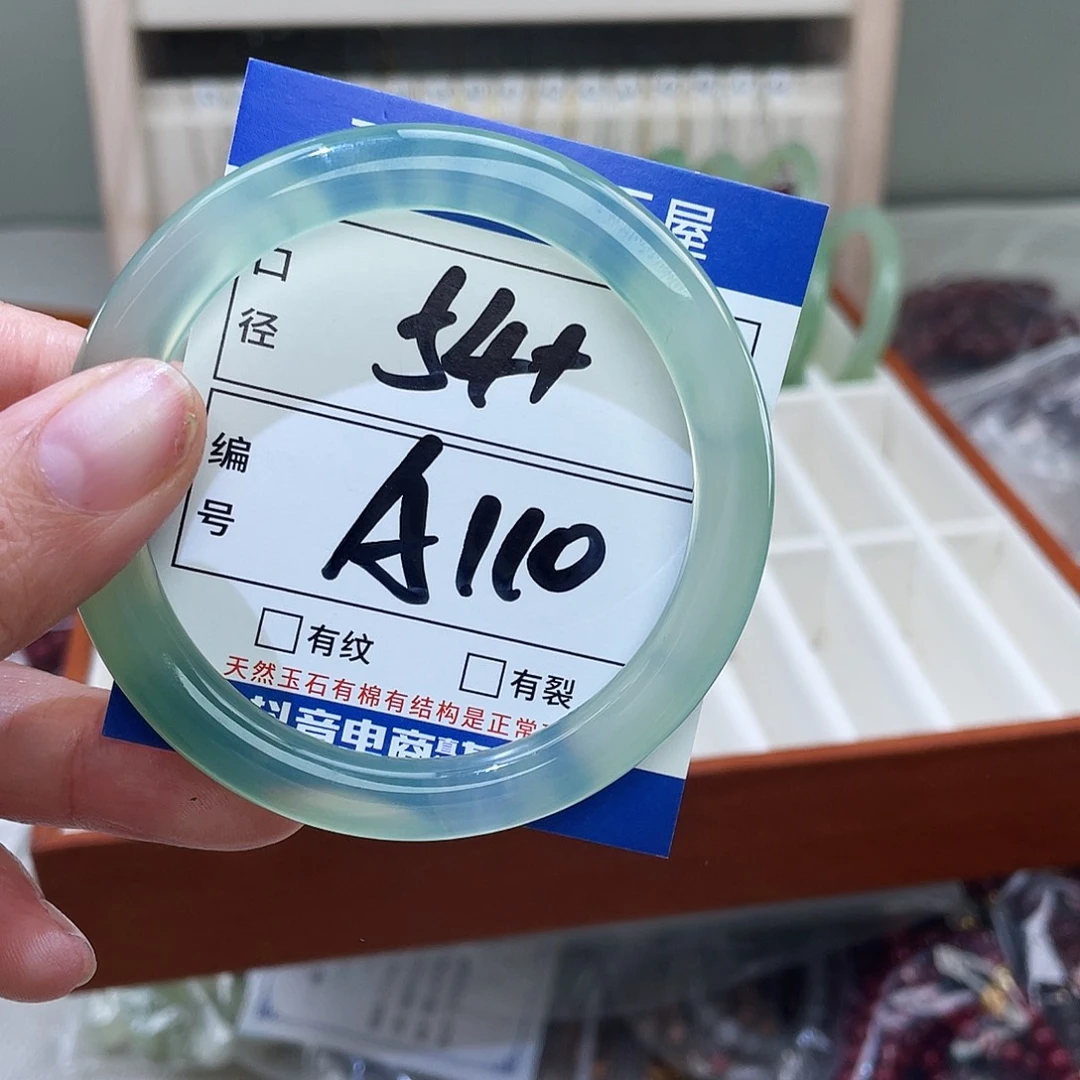 屋
口径
54+
编号
A110
□有纹
□有裂
天然玉石有棉有结构是正常
抖音电商